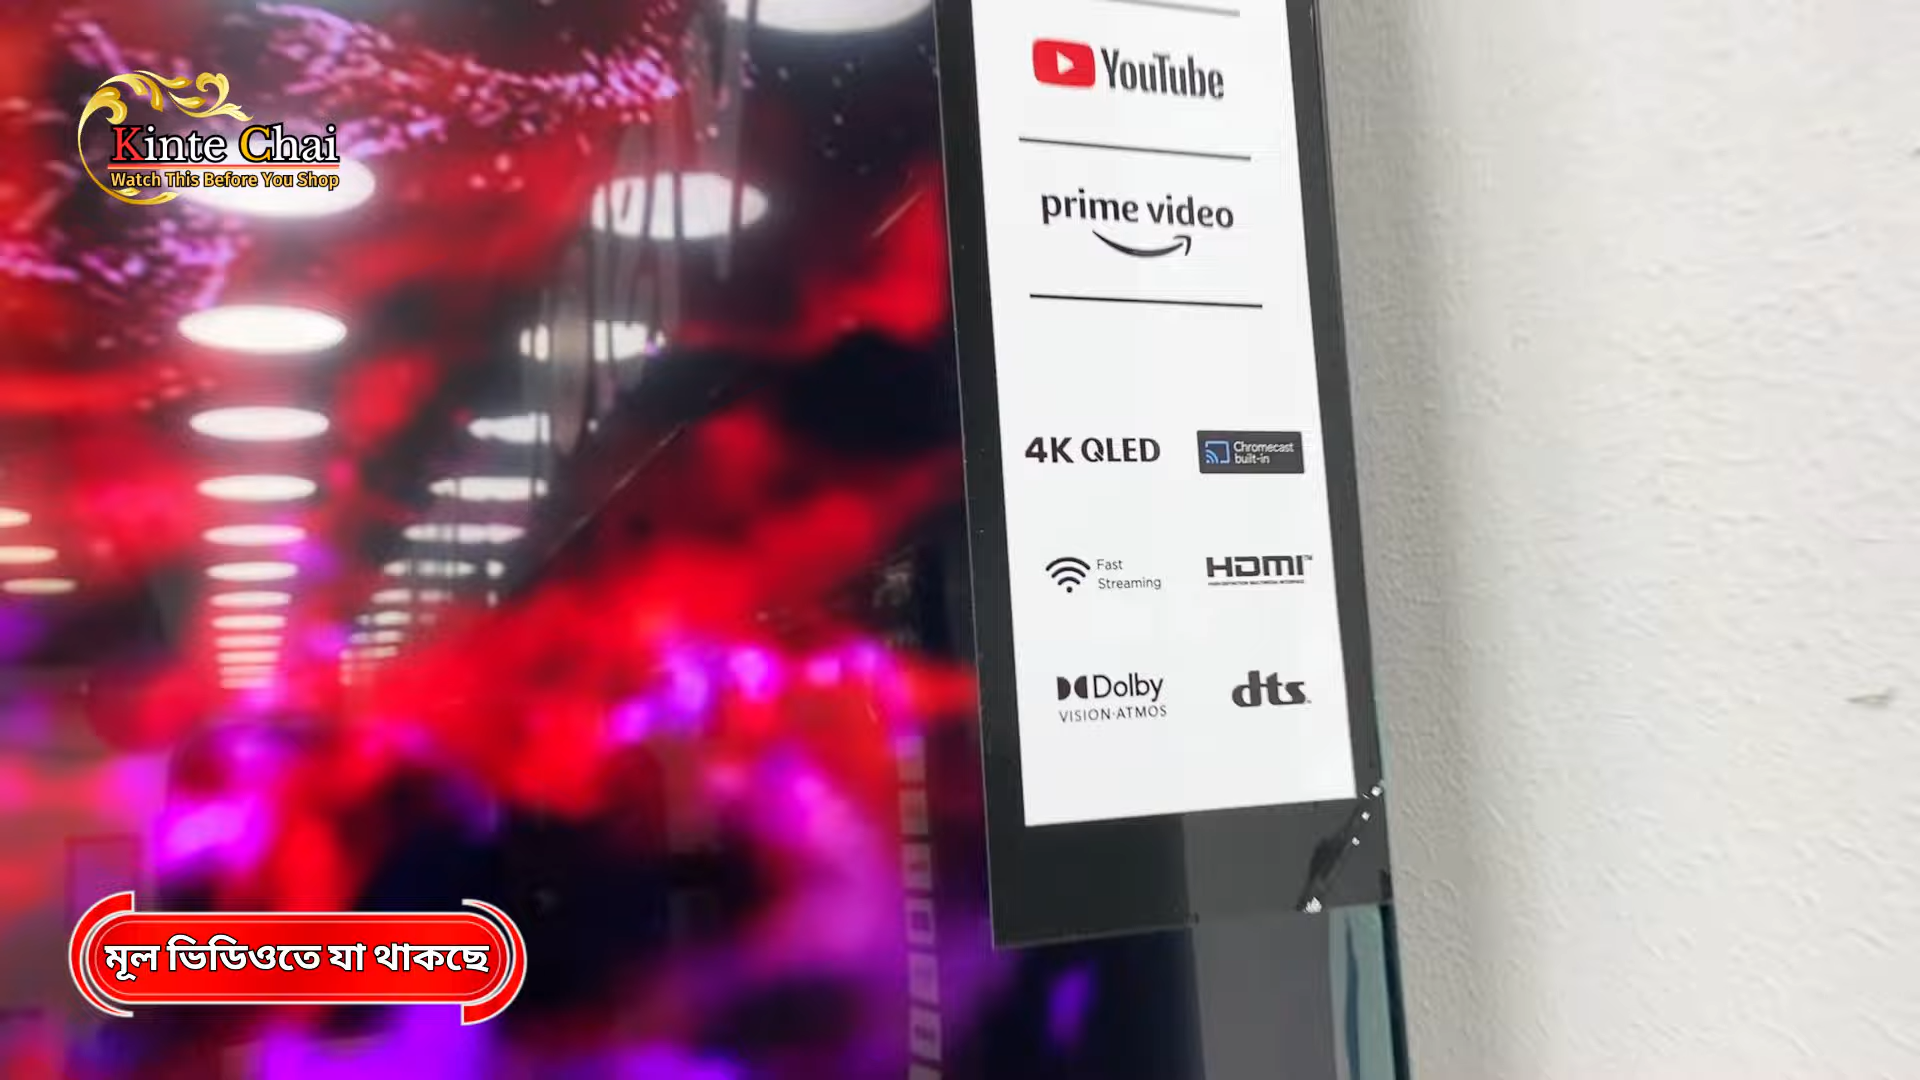 Kinte Chai
Watch This Before You Shop
YouTube
prime video
4K QLED
Chromecast
built-in
Fast
Streaming
HDMI™
Dolby
VISION·ATMOS
dts
মূল ভিডিওতে যা থাকছে